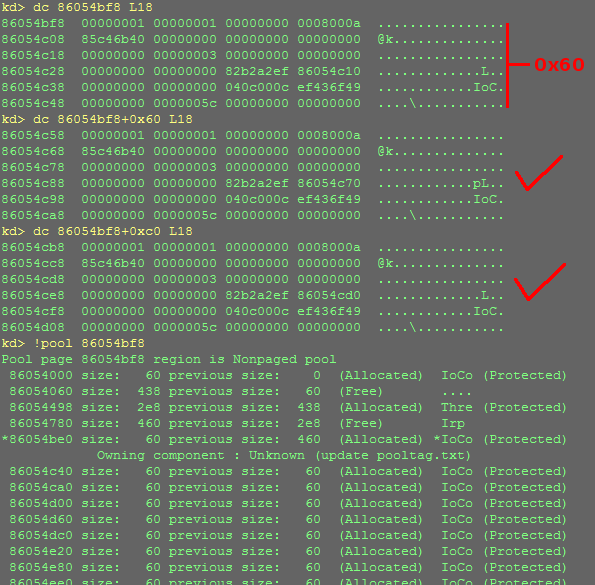 kd> dc 86054bf8 L18
86054bf8  00000001 00000001 00000000 0008000a  ................
86054c08  85c46b40 00000000 00000000 00000000  @k..............
86054c18  00000000 00000003 00000000 00000000  ................
86054c28  00000000 00000000 82b2a2ef 86054c10  .............L..
86054c38  00000000 00000000 040c000c ef436f49  ............IoC.
86054c48  00000000 0000005c 00000000 00000000  ....\...........
0x60
kd> dc 86054bf8+0x60 L18
86054c58  00000001 00000001 00000000 0008000a  ................
86054c68  85c46b40 00000000 00000000 00000000  @k..............
86054c78  00000000 00000003 00000000 00000000  ................
86054c88  00000000 00000000 82b2a2ef 86054c70  ............pL..
86054c98  00000000 00000000 040c000c ef436f49  ............IoC.
86054ca8  00000000 0000005c 00000000 00000000  ....\...........
kd> dc 86054bf8+0xc0 L18
86054cb8  00000001 00000001 00000000 0008000a  ................
86054cc8  85c46b40 00000000 00000000 00000000  @k..............
86054cd8  00000000 00000003 00000000 00000000  ................
86054ce8  00000000 00000000 82b2a2ef 86054cd0  .............L..
86054cf8  00000000 00000000 040c000c ef436f49  ............IoC.
86054d08  00000000 0000005c 00000000 00000000  ....\...........
kd> !pool 86054bf8
Pool page 86054bf8 region is Nonpaged pool
86054000 size:   60 previous size:    0  (Allocated)  IoCo (Protected)
86054060 size:  438 previous size:   60  (Free)       ....
86054498 size:  2e8 previous size:  438  (Allocated)  Thre (Protected)
86054780 size:  460 previous size:  2e8  (Free)       Irp
*86054be0 size:   60 previous size:  460  (Allocated) *IoCo (Protected)
Owning component : Unknown (update pooltag.txt)
86054c40 size:   60 previous size:   60  (Allocated)  IoCo (Protected)
86054ca0 size:   60 previous size:   60  (Allocated)  IoCo (Protected)
86054d00 size:   60 previous size:   60  (Allocated)  IoCo (Protected)
86054d60 size:   60 previous size:   60  (Allocated)  IoCo (Protected)
86054dc0 size:   60 previous size:   60  (Allocated)  IoCo (Protected)
86054e20 size:   60 previous size:   60  (Allocated)  IoCo (Protected)
86054e80 size:   60 previous size:   60  (Allocated)  IoCo (Protected)
86054ee0 size:   60 previous size:   60  (Allocated)  IoCo (Protected)